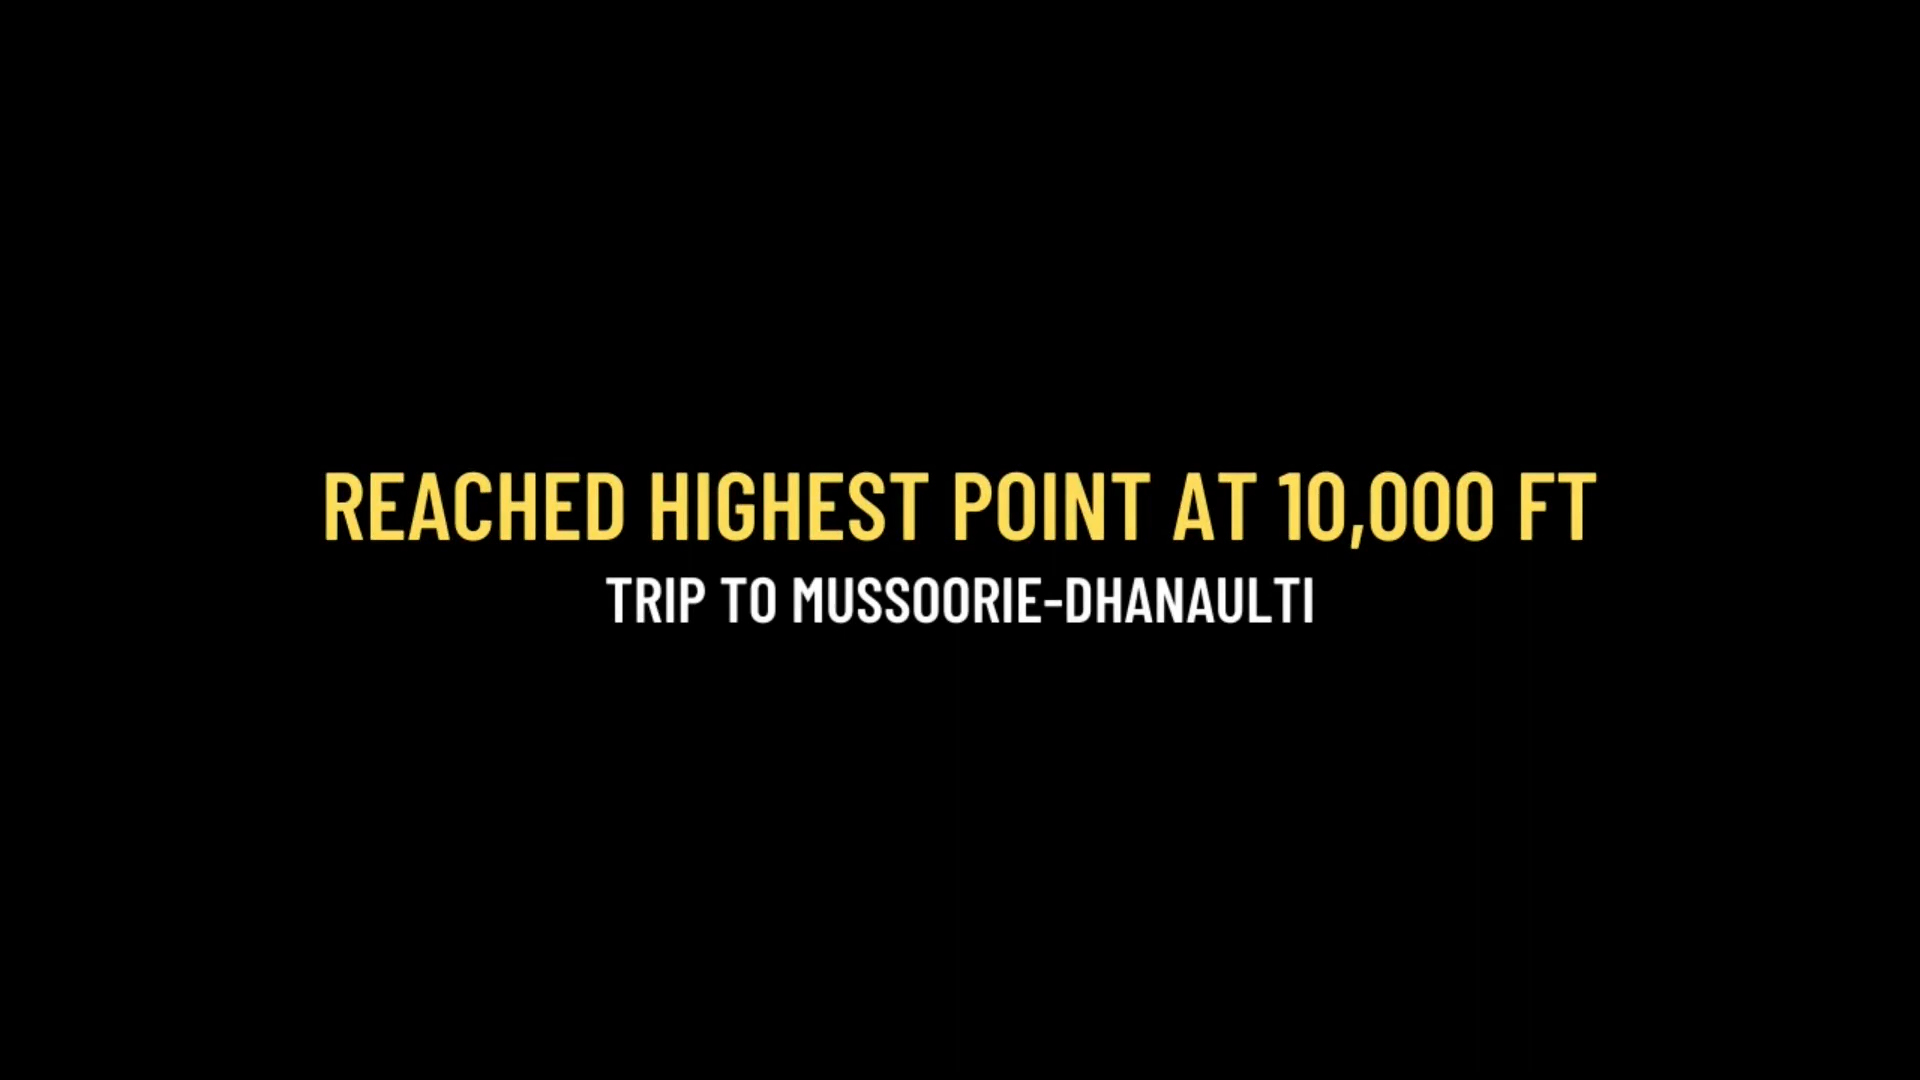 REACHED HIGHEST POINT AT 10,000 FT
TRIP TO MUSSOORIE-DHANAULTI